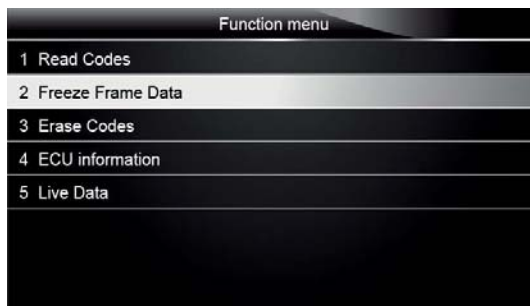 Function menu
1 Read Codes
2 Freeze Frame Data
3 Erase Codes
4 ECU information
5 Live Data